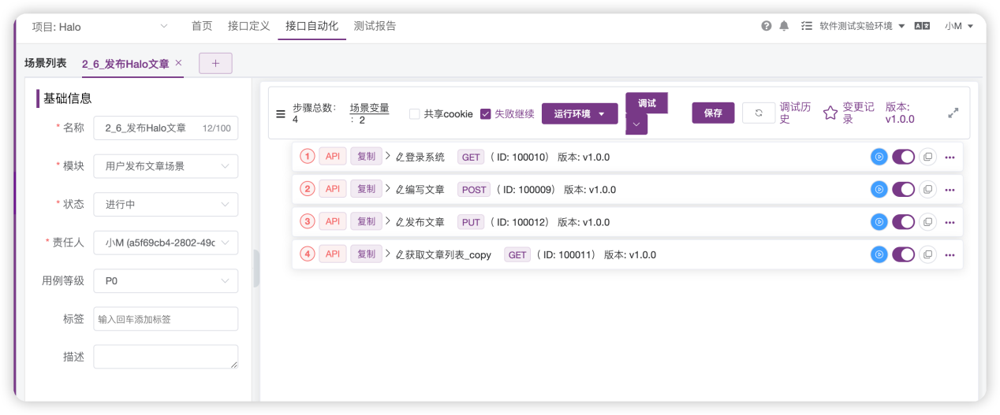 项目: Halo 首页 接口定义 接口自动化 测试报告 软件测试实验环境 小M
场景列表 2_6_发布Halo文章
基础信息
* 名称 2_6_发布Halo文章 12/100
* 模块 用户发布文章场景
* 状态 进行中
* 责任人 小M (a5f69cb4-2802-49c
用例等级 P0
标签 输入回车添加标签
描述
步骤总数: 4
场景变量 : 2
共享cookie
失败继续
运行环境
调试
保存
调试历史
变更记录
版本: v1.0.0
1 API 复制 登录系统 GET ( ID: 100010) 版本: v1.0.0
2 API 复制 编写文章 POST ( ID: 100009) 版本: v1.0.0
3 API 复制 发布文章 PUT ( ID: 100012) 版本: v1.0.0
4 API 复制 获取文章列表_copy GET ( ID: 100011) 版本: v1.0.0